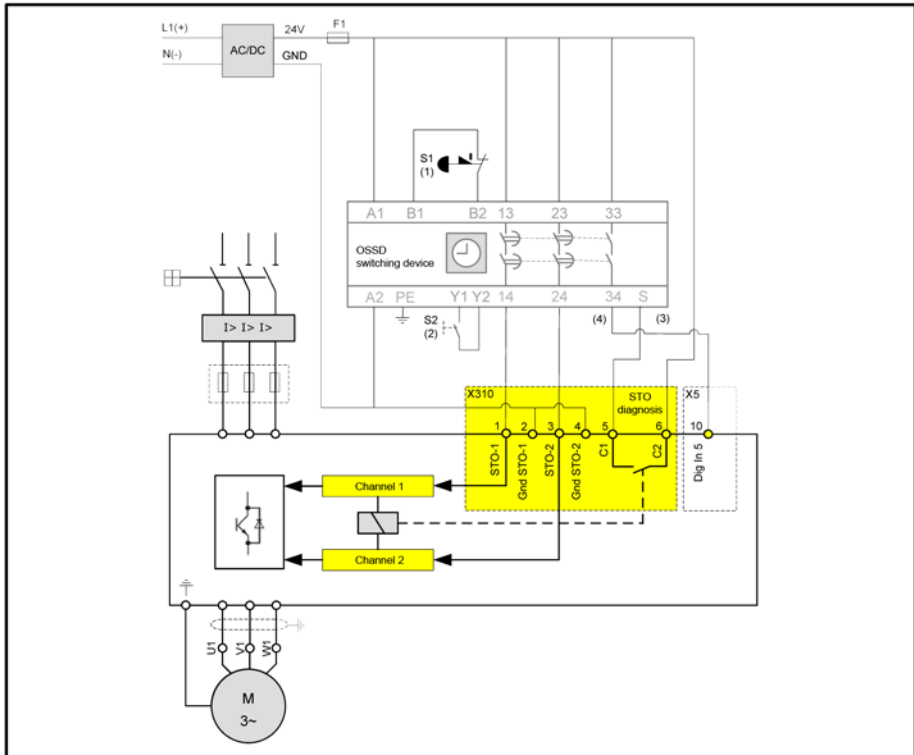 L1(+)
24V
F1
AC/DC
N(-)
GND
S1
(1)
A1
B1
B2
13
23
33
OSSD
switching device
A2
PE
Y1
Y2
14
24
34
S
S2
(2)
(4)
(3)
I> I> I>
X310
STO
diagnosis
X5
1
2
3
4
5
6
10
STO-1
Gnd STO-1
STO-2
Gnd STO-2
C1
C2
Dig In 5
Channel 1
Channel 2
U1
V1
W1
M
3~